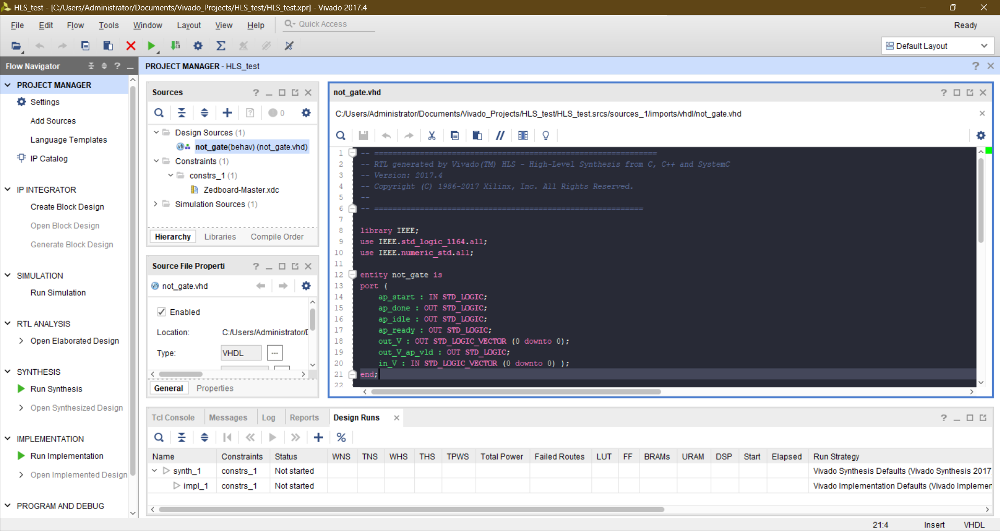 HLS_test - [C:/Users/Administrator/Documents/Vivado_Projects/HLS_test/HLS_test.xpr] - Vivado 2017.4
File Edit Flow Tools Window Layout View Help Quick Access Ready
Default Layout
Flow Navigator
PROJECT MANAGER
Settings
Add Sources
Language Templates
IP Catalog
IP INTEGRATOR
Create Block Design
Open Block Design
Generate Block Design
SIMULATION
Run Simulation
RTL ANALYSIS
Open Elaborated Design
SYNTHESIS
Run Synthesis
Open Synthesized Design
IMPLEMENTATION
Run Implementation
Open Implemented Design
PROGRAM AND DEBUG
PROJECT MANAGER - HLS_test
Sources
0
Design Sources (1)
not_gate(behav) (not_gate.vhd)
Constraints (1)
constrs_1 (1)
Zedboard-Master.xdc
Simulation Sources (1)
Hierarchy Libraries Compile Order
Source File Properti
not_gate.vhd
Enabled
Location: C:/Users/Administrator/D
Type: VHDL
General Properties
not_gate.vhd
C:/Users/Administrator/Documents/Vivado_Projects/HLS_test/HLS_test.srcs/sources_1/imports/vhdl/not_gate.vhd
1 -- ==============================================================
2 -- RTL generated by Vivado(TM) HLS - High-Level Synthesis from C, C++ and SystemC
3 -- Version: 2017.4
4 -- Copyright (C) 1986-2017 Xilinx, Inc. All Rights Reserved.
5 --
6 -- ===========================================================
7
8 library IEEE;
9 use IEEE.std_logic_1164.all;
10 use IEEE.numeric_std.all;
11
12 entity not_gate is
13 port (
14 ap_start : IN STD_LOGIC;
15 ap_done : OUT STD_LOGIC;
16 ap_idle : OUT STD_LOGIC;
17 ap_ready : OUT STD_LOGIC;
18 out_V : OUT STD_LOGIC_VECTOR (0 downto 0);
19 out_V_ap_vld : OUT STD_LOGIC;
20 in_V : IN STD_LOGIC_VECTOR (0 downto 0) );
21 end;
22
Tcl Console Messages Log Reports Design Runs
Name Constraints Status WNS TNS WHS THS TPWS Total Power Failed Routes LUT FF BRAMs URAM DSP Start Elapsed Run Strategy
synth_1 constrs_1 Not started Vivado Synthesis Defaults (Vivado Synthesis 2017
impl_1 constrs_1 Not started Vivado Implementation Defaults (Vivado Implemen
21:4 Insert VHDL